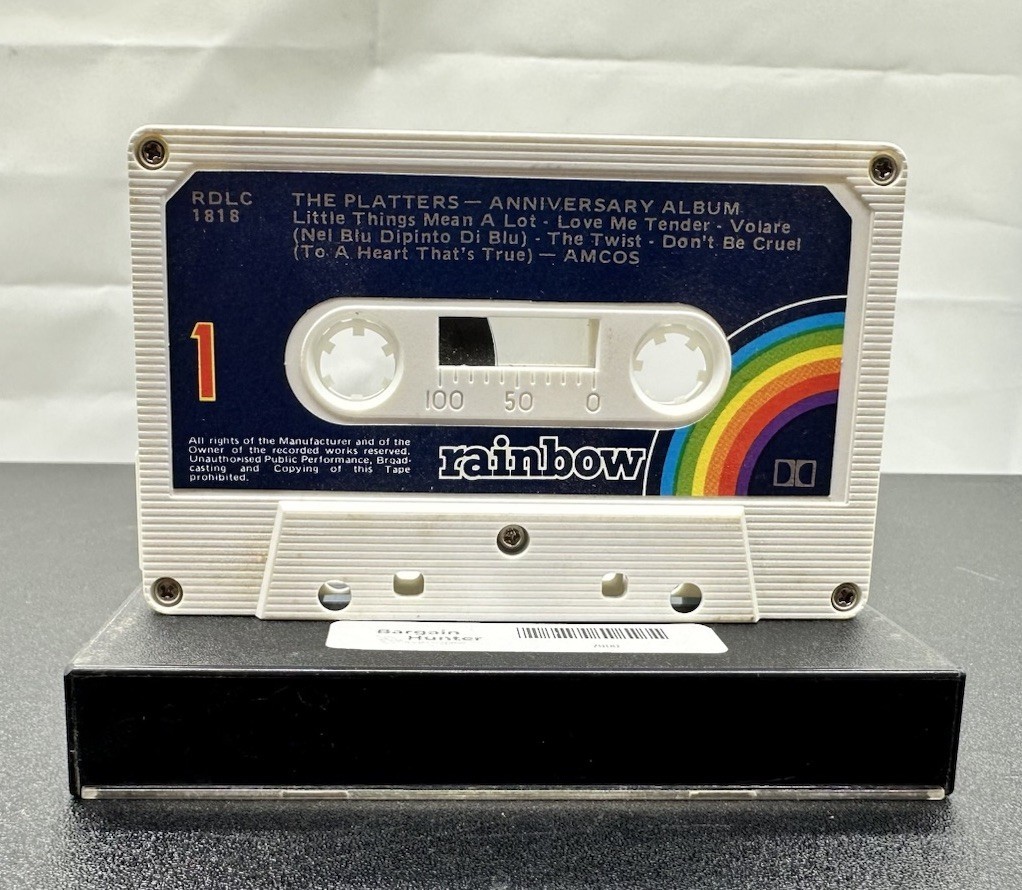 RDLC
1818
THE PLATTERS — ANNIVERSARY ALBUM
Little Things Mean A Lot - Love Me Tender - Volare
(Nel Blu Dipinto Di Blu) - The Twist - Don't Be Cruel
(To A Heart That's True) — AMCOS
1
100 50 0
All rights of the Manufacturer and of the
Owner of the recorded works reserved.
Unauthorised Public Performance, Broad-
casting and Copying of this Tape
prohibited.
rainbow
Bargain
Hunter